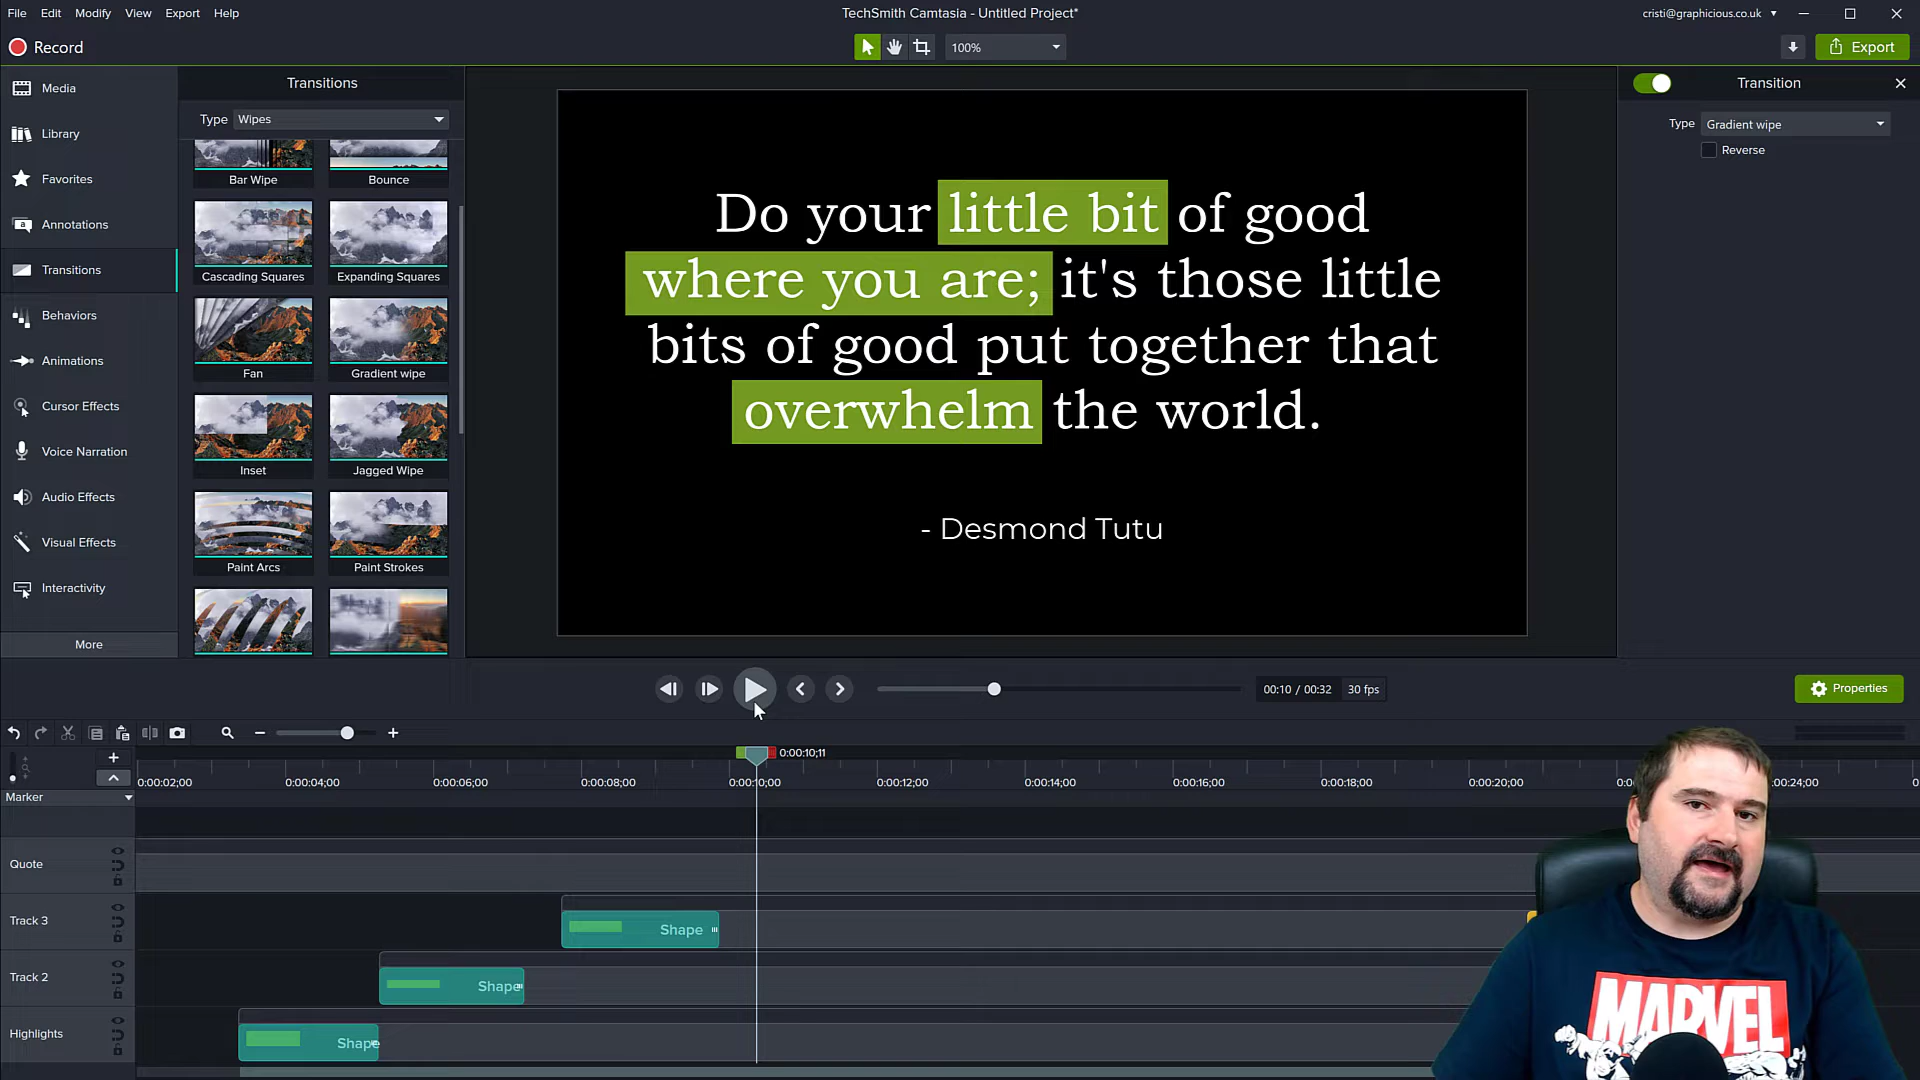 File Edit Modify View Export Help
TechSmith Camtasia - Untitled Project*
cristi@graphicious.co.uk
Record
100%
Export
Media
Library
Favorites
Annotations
Transitions
Behaviors
Animations
Cursor Effects
Voice Narration
Audio Effects
Visual Effects
Interactivity
More
Transitions
Type Wipes
Bar Wipe Bounce
Cascading Squares Expanding Squares
Fan Gradient wipe
Inset Jagged Wipe
Paint Arcs Paint Strokes
Do your little bit of good
where you are; it's those little
bits of good put together that
overwhelm the world.
- Desmond Tutu
Transition
Type Gradient wipe
Reverse
00:10 / 00:32 30 fps
Properties
0:00:10;11
0:00:02;00 0:00:04;00 0:00:06;00 0:00:08;00 0:00:10;00 0:00:12;00 0:00:14;00 0:00:16;00 0:00:18;00 0:00:20;00 0:00:24;00
Marker
Quote
Track 3
Shape
Track 2
Shape
Highlights
Shape
MARVEL